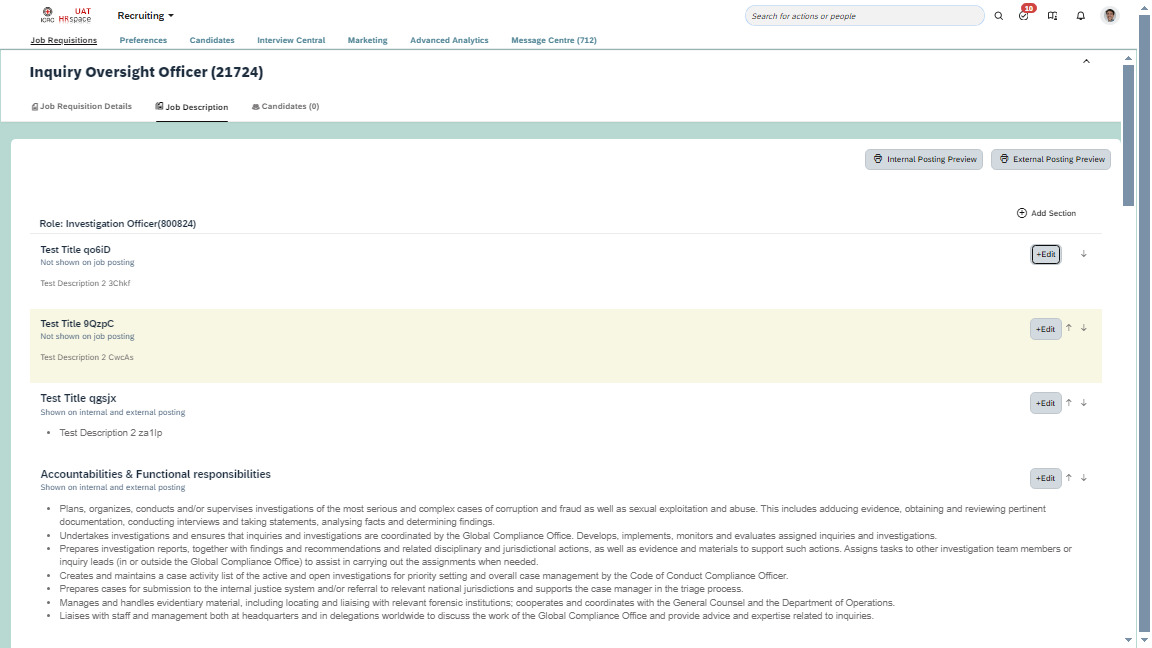 ICRC
UAT
HRspace
Recruiting
Search for actions or people
10
Job Requisitions
Preferences
Candidates
Interview Central
Marketing
Advanced Analytics
Message Centre (712)
Inquiry Oversight Officer (21724)
Job Requisition Details
Job Description
Candidates (0)
Internal Posting Preview
External Posting Preview
Add Section
Role: Investigation Officer(800824)
Test Title qo6iD
Not shown on job posting
+Edit
Test Description 2 3Chkf
Test Title 9QzpC
Not shown on job posting
+Edit
Test Description 2 CwcAs
Test Title qgsjx
Shown on internal and external posting
+Edit
• Test Description 2 za1lp
Accountabilities & Functional responsibilities
Shown on internal and external posting
+Edit
• Plans, organizes, conducts and/or supervises investigations of the most serious and complex cases of corruption and fraud as well as sexual exploitation and abuse. This includes adducing evidence, obtaining and reviewing pertinent
documentation, conducting interviews and taking statements, analysing facts and determining findings.
• Undertakes investigations and ensures that inquiries and investigations are coordinated by the Global Compliance Office. Develops, implements, monitors and evaluates assigned inquiries and investigations.
• Prepares investigation reports, together with findings and recommendations and related disciplinary and jurisdictional actions, as well as evidence and materials to support such actions. Assigns tasks to other investigation team members or
inquiry leads (in or outside the Global Compliance Office) to assist in carrying out the assignments when needed.
• Creates and maintains a case activity list of the active and open investigations for priority setting and overall case management by the Code of Conduct Compliance Officer.
• Prepares cases for submission to the internal justice system and/or referral to relevant national jurisdictions and supports the case manager in the triage process.
• Manages and handles evidentiary material, including locating and liaising with relevant forensic institutions; cooperates and coordinates with the General Counsel and the Department of Operations.
• Liaises with staff and management both at headquarters and in delegations worldwide to discuss the work of the Global Compliance Office and provide advice and expertise related to inquiries.